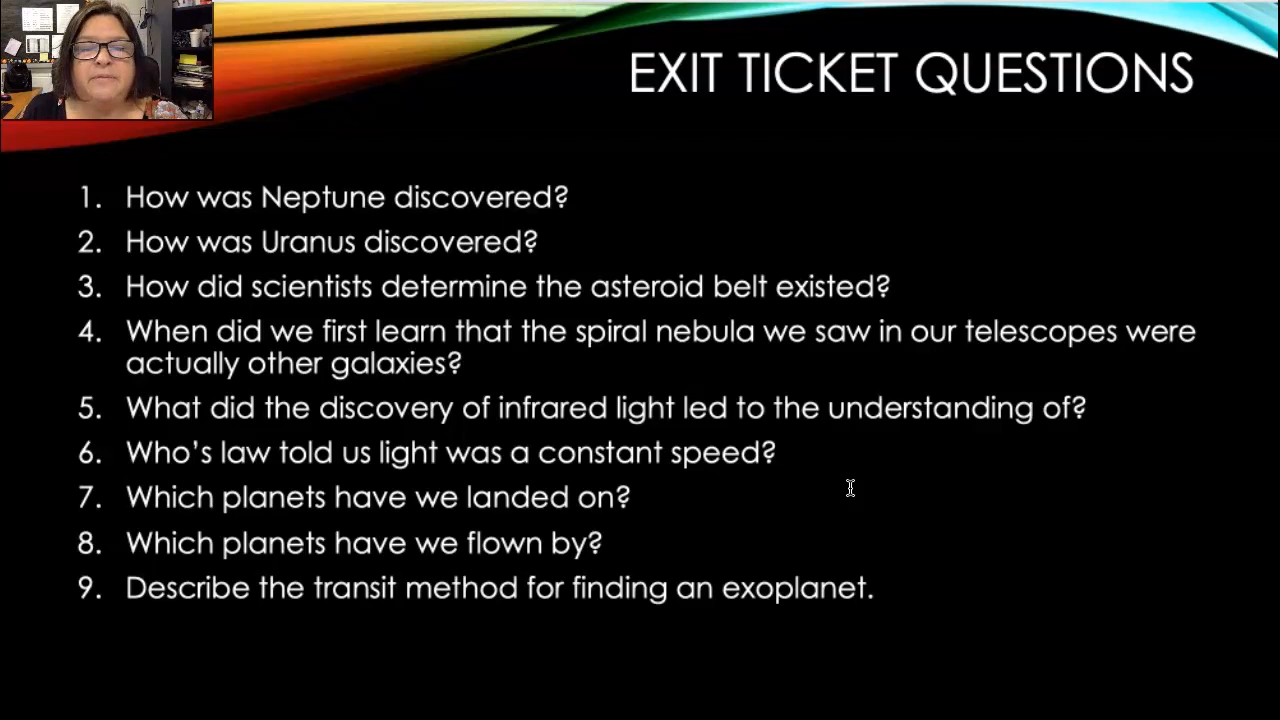 EXIT TICKET QUESTIONS
1. How was Neptune discovered?
2. How was Uranus discovered?
3. How did scientists determine the asteroid belt existed?
4. When did we first learn that the spiral nebula we saw in our telescopes were
actually other galaxies?
5. What did the discovery of infrared light led to the understanding of?
6. Who's law told us light was a constant speed?
7. Which planets have we landed on?
8. Which planets have we flown by?
9. Describe the transit method for finding an exoplanet.